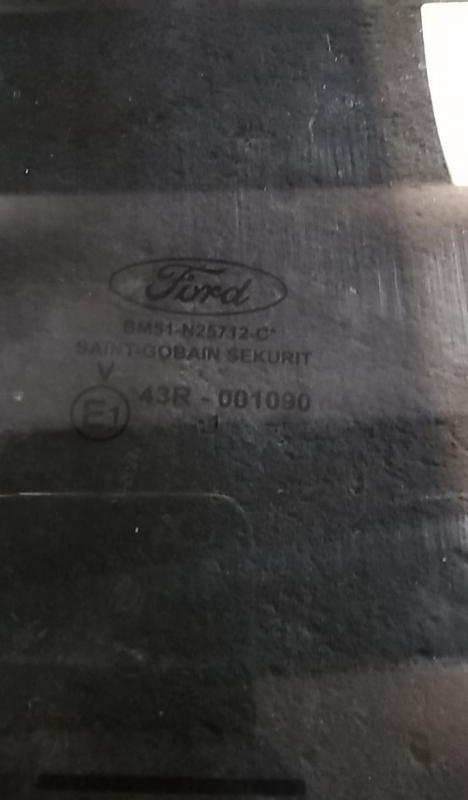 Ford
BM51-N25712-C*
SAINT-GOBAIN SEKURIT
V
E1 43R - 001090